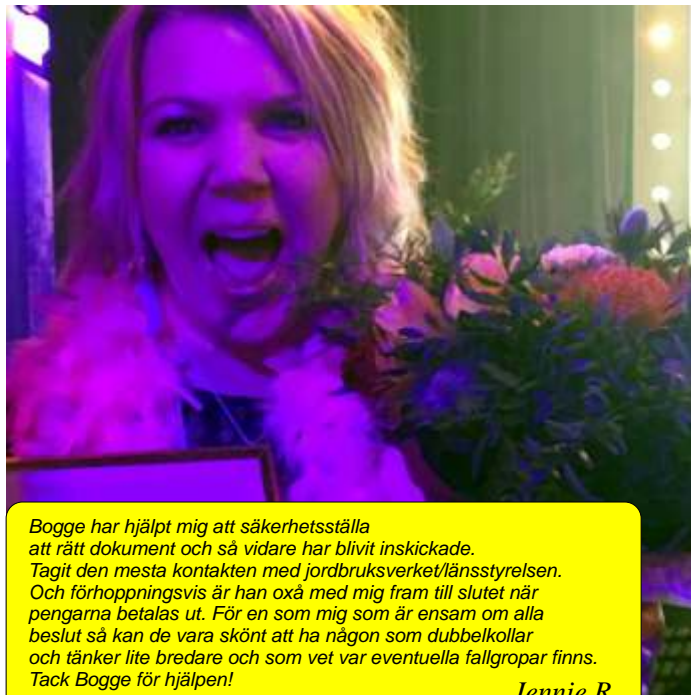 Bogge har hjälpt mig att säkerhetsställa
att rätt dokument och så vidare har blivit inskickade.
Tagit den mesta kontakten med jordbruksverket/länsstyrelsen.
Och förhoppningsvis är han oxå med mig fram till slutet när
pengarna betalas ut. För en som mig som är ensam om alla
beslut så kan de vara skönt att ha någon som dubbelkollar
och tänker lite bredare och som vet var eventuella fallgropar finns.
Tack Bogge för hjälpen!
Jennie R